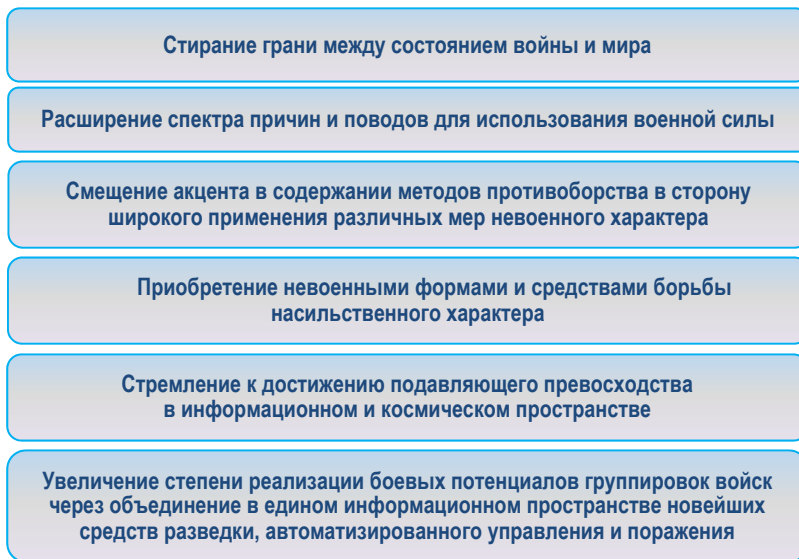 Стирание грани между состоянием войны и мира
Расширение спектра причин и поводов для использования военной силы
Смещение акцента в содержании методов противоборства в сторону
широкого применения различных мер невоенного характера
Приобретение невоенными формами и средствами борьбы
насильственного характера
Стремление к достижению подавляющего превосходства
в информационном и космическом пространстве
Увеличение степени реализации боевых потенциалов группировок войск
через объединение в едином информационном пространстве новейших
средств разведки, автоматизированного управления и поражения